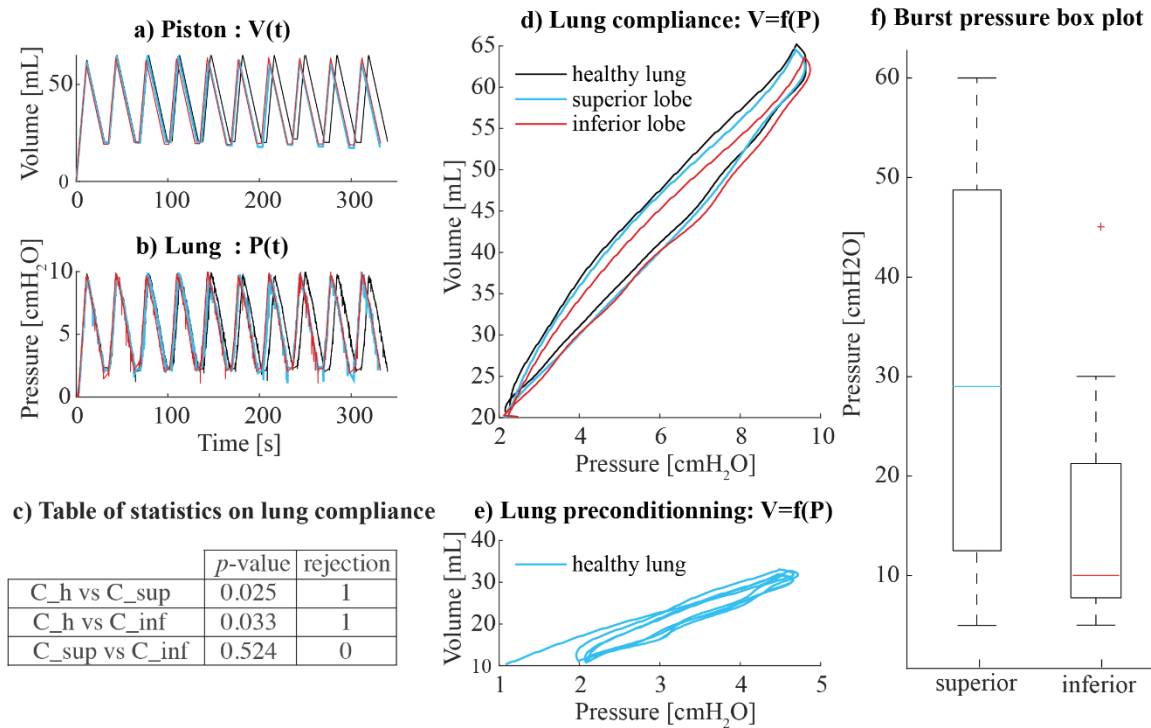 a) Piston : V(t)
Volume [mL]
50
0
0 100 200 300
b) Lung : P(t)
Pressure [cmH₂O]
10
5
0
0 100 200 300
Time [s]
c) Table of statistics on lung compliance
p-value rejection
C_h vs C_sup 0.025 1
C_h vs C_inf 0.033 1
C_sup vs C_inf 0.524 0
d) Lung compliance: V=f(P)
healthy lung
superior lobe
inferior lobe
Volume [mL]
65
60
55
50
45
40
35
30
25
20
2 4 6 8 10
Pressure [cmH₂O]
e) Lung preconditionning: V=f(P)
healthy lung
Volume [mL]
40
30
20
10
1 2 3 4 5
Pressure [cmH₂O]
f) Burst pressure box plot
Pressure [cmH2O]
60
50
40
30
20
10
+
superior inferior